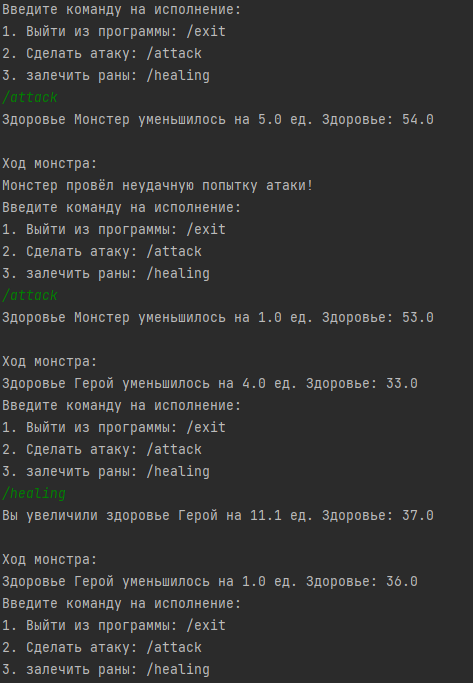 Введите команду на исполнение:
1. Выйти из программы: /exit
2. Сделать атаку: /attack
3. залечить раны: /healing
/attack
Здоровье Монстер уменьшилось на 5.0 ед. Здоровье: 54.0
Ход монстра:
Монстер провёл неудачную попытку атаки!
Введите команду на исполнение:
1. Выйти из программы: /exit
2. Сделать атаку: /attack
3. залечить раны: /healing
/attack
Здоровье Монстер уменьшилось на 1.0 ед. Здоровье: 53.0
Ход монстра:
Здоровье Герой уменьшилось на 4.0 ед. Здоровье: 33.0
Введите команду на исполнение:
1. Выйти из программы: /exit
2. Сделать атаку: /attack
3. залечить раны: /healing
/healing
Вы увеличили здоровье Герой на 11.1 ед. Здоровье: 37.0
Ход монстра:
Здоровье Герой уменьшилось на 1.0 ед. Здоровье: 36.0
Введите команду на исполнение:
1. Выйти из программы: /exit
2. Сделать атаку: /attack
3. залечить раны: /healing